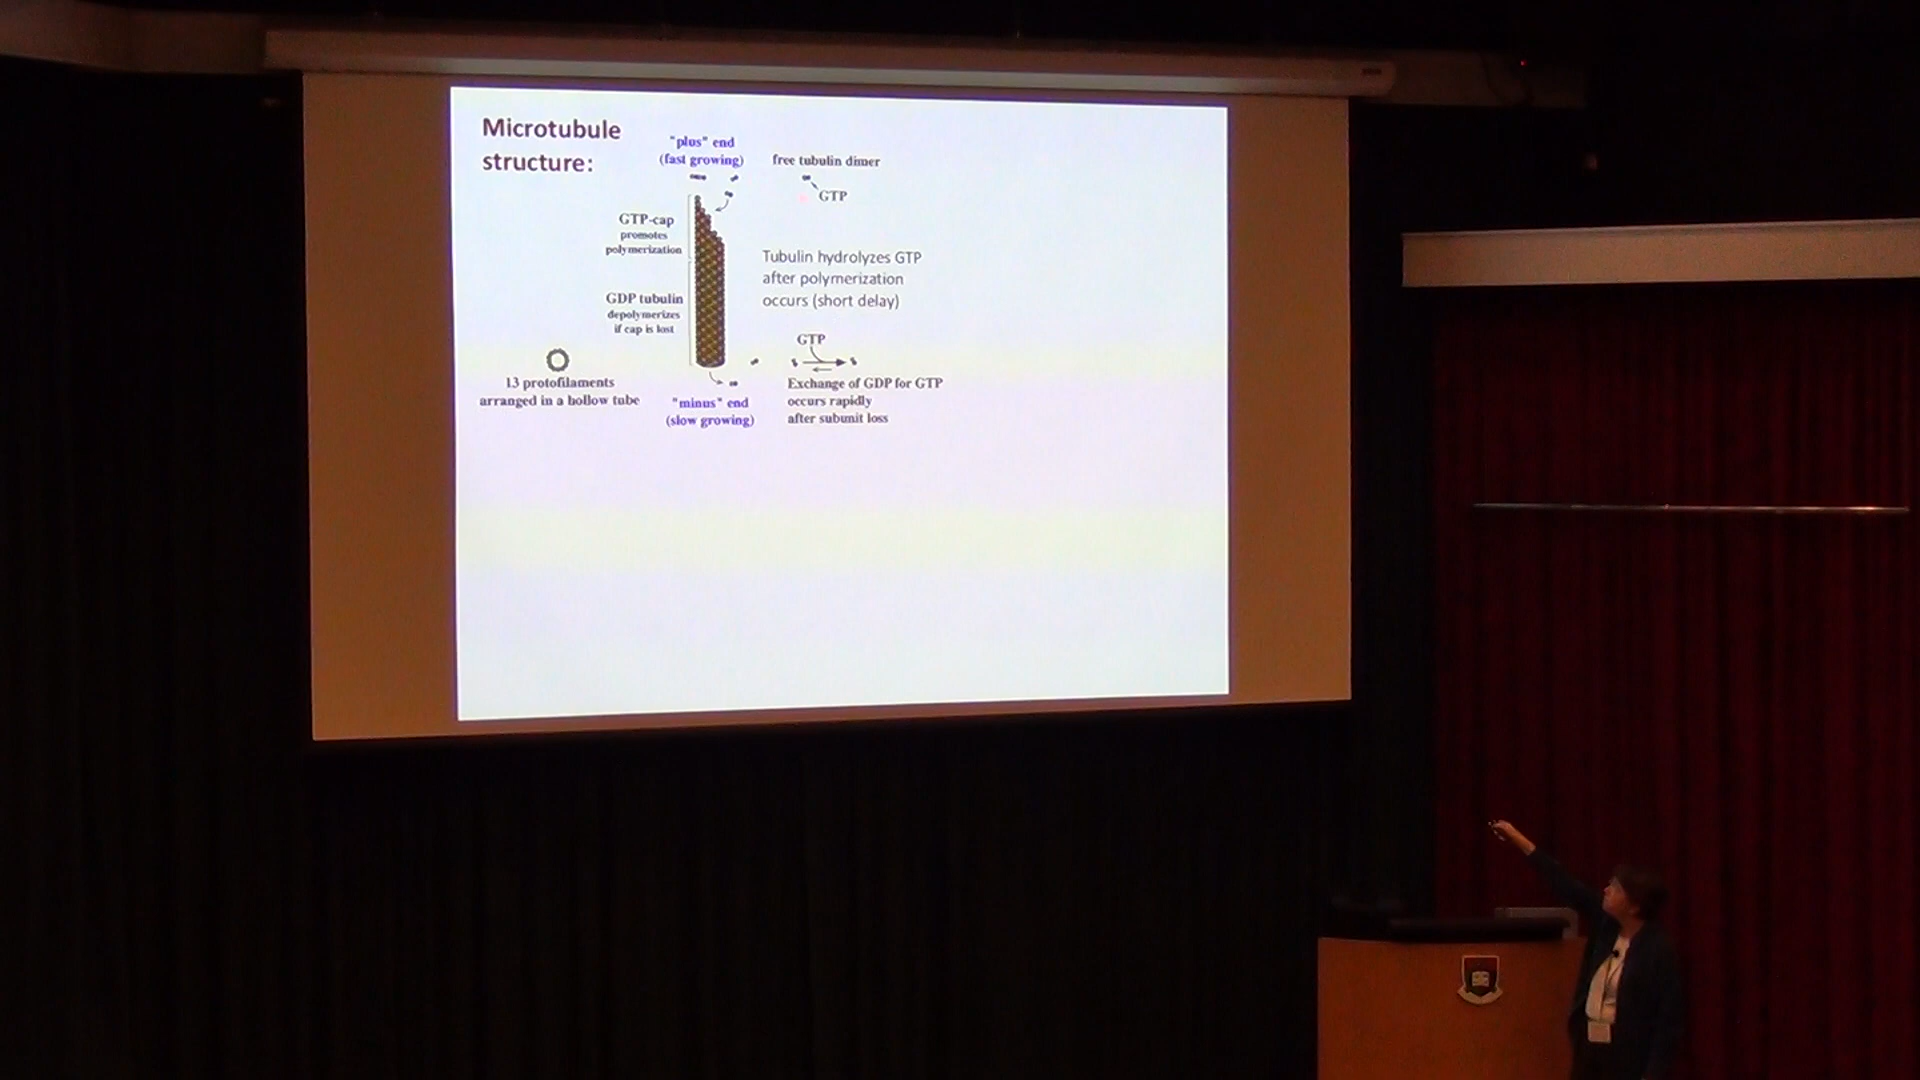 Microtubule
structure:
"plus" end
(fast growing)
free tubulin dimer
GTP
GTP-cap
promotes
polymerization
Tubulin hydrolyzes GTP
after polymerization
occurs (short delay)
GDP tubulin
depolymerizes
if cap is lost
GTP
13 protofilaments
arranged in a hollow tube
"minus" end
(slow growing)
Exchange of GDP for GTP
occurs rapidly
after subunit loss